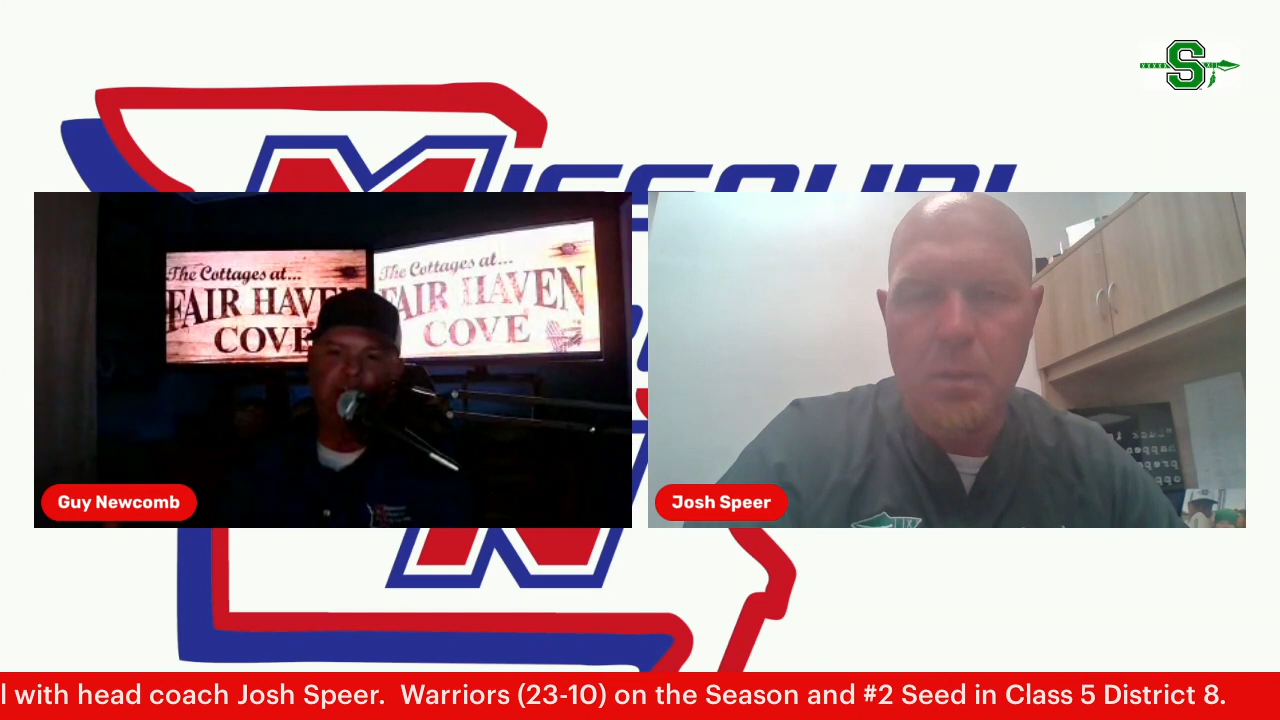 S
MISSOURI
The Cottages at...
FAIR HAVEN
COVE
The Cottages at...
FAIR HAVEN
COVE
Guy Newcomb
Josh Speer
l with head coach Josh Speer. Warriors (23-10) on the Season and #2 Seed in Class 5 District 8.